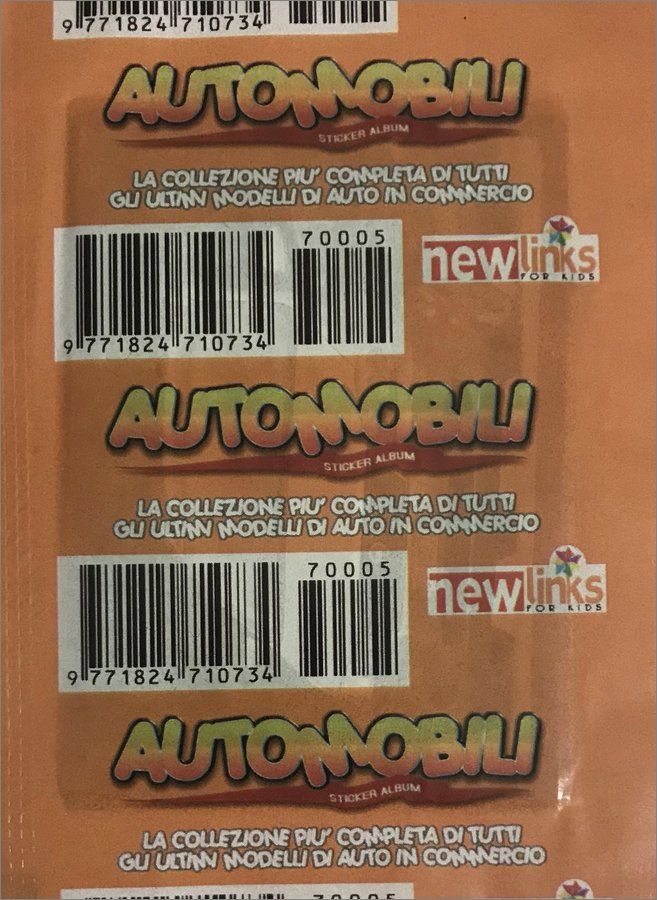 9 771824 710734
AUTOMOBILI
STICKER ALBUM
LA COLLEZIONE PIU' COMPLETA DI TUTTI
GLI ULTIMI MODELLI DI AUTO IN COMMERCIO
70005
newlinks
FOR KIDS
9 771824 710734
AUTOMOBILI
STICKER ALBUM
LA COLLEZIONE PIU' COMPLETA DI TUTTI
GLI ULTIMI MODELLI DI AUTO IN COMMERCIO
70005
newlinks
FOR KIDS
9 771824 710734
AUTOMOBILI
STICKER ALBUM
LA COLLEZIONE PIU' COMPLETA DI TUTTI
GLI ULTIMI MODELLI DI AUTO IN COMMERCIO
70005